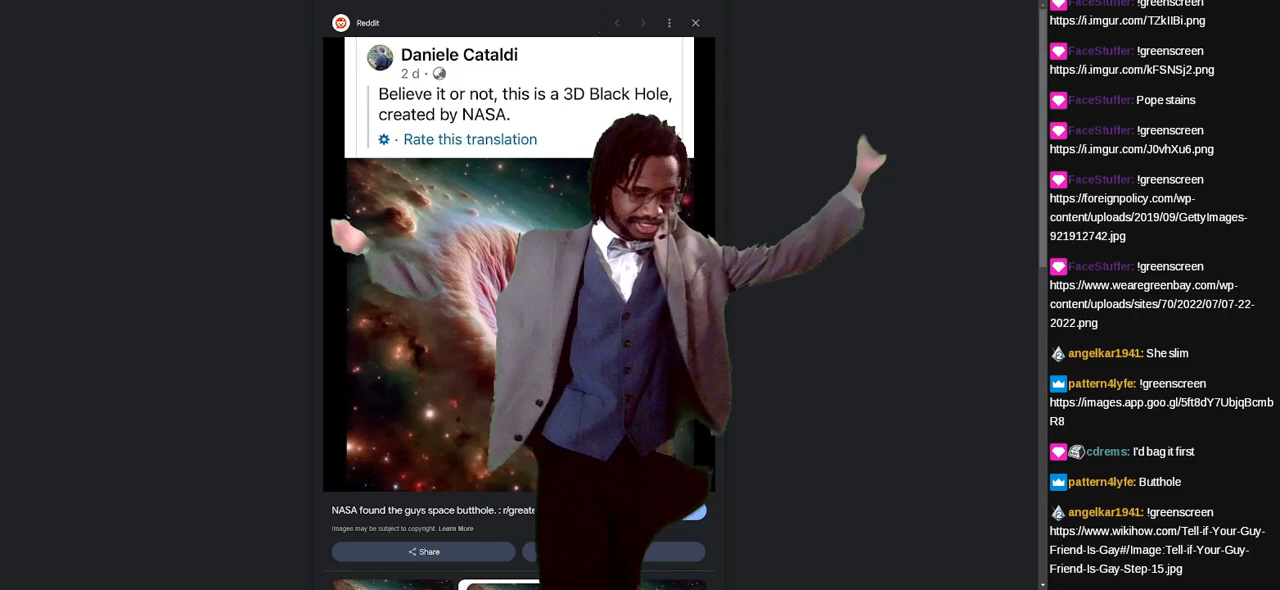 Reddit
Daniele Cataldi
2 d ·
Believe it or not, this is a 3D Black Hole,
created by NASA.
· Rate this translation
NASA found the guys space butthole. : r/greate
Images may be subject to copyright. Learn More
Share
FaceStuffer: !greenscreen
https://i.imgur.com/TZkIIBi.png
FaceStuffer: !greenscreen
https://i.imgur.com/kFSNSj2.png
FaceStuffer: Pope stains
FaceStuffer: !greenscreen
https://i.imgur.com/J0vhXu6.png
FaceStuffer: !greenscreen
https://foreignpolicy.com/wp-
content/uploads/2019/09/GettyImages-
921912742.jpg
FaceStuffer: !greenscreen
https://www.wearegreenbay.com/wp-
content/uploads/sites/70/2022/07/07-22-
2022.png
2 angelkar1941: She slim
pattern4lyfe: !greenscreen
https://images.app.goo.gl/5ft8dY7UbjqBcmb
R8
cdrems: I'd bag it first
pattern4lyfe: Butthole
2 angelkar1941: !greenscreen
https://www.wikihow.com/Tell-if-Your-Guy-
Friend-Is-Gay#/Image:Tell-if-Your-Guy-
Friend-Is-Gay-Step-15.jpg